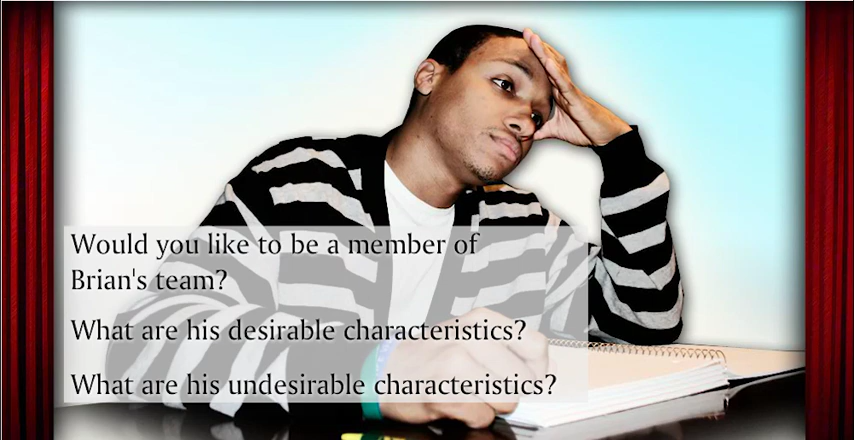 Would you like to be a member of
Brian's team?
What are his desirable characteristics?
What are his undesirable characteristics?